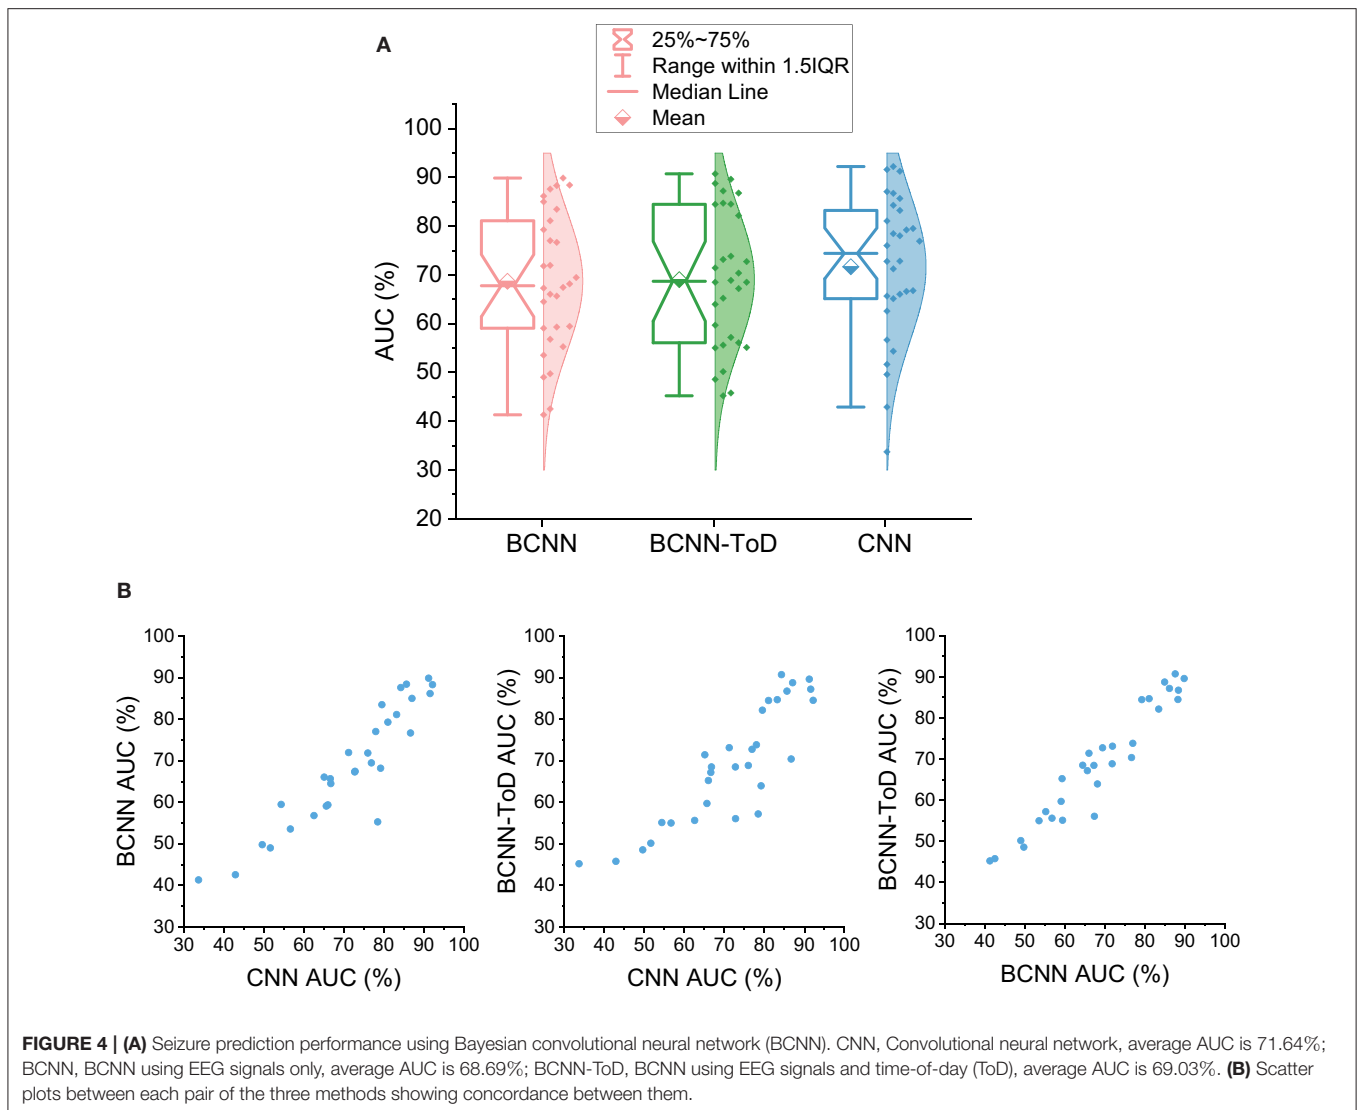 A
25%~75%
Range within 1.5IQR
Median Line
Mean
AUC (%)
100
90
80
70
60
50
40
30
20
BCNN
BCNN-ToD
CNN
B
BCNN AUC (%)
100
90
80
70
60
50
40
30
30 40 50 60 70 80 90 100
CNN AUC (%)
BCNN-ToD AUC (%)
100
90
80
70
60
50
40
30
30 40 50 60 70 80 90 100
CNN AUC (%)
BCNN-ToD AUC (%)
100
90
80
70
60
50
40
30
30 40 50 60 70 80 90 100
BCNN AUC (%)
FIGURE 4 | (A) Seizure prediction performance using Bayesian convolutional neural network (BCNN). CNN, Convolutional neural network, average AUC is 71.64%;
BCNN, BCNN using EEG signals only, average AUC is 68.69%; BCNN-ToD, BCNN using EEG signals and time-of-day (ToD), average AUC is 69.03%. (B) Scatter
plots between each pair of the three methods showing concordance between them.